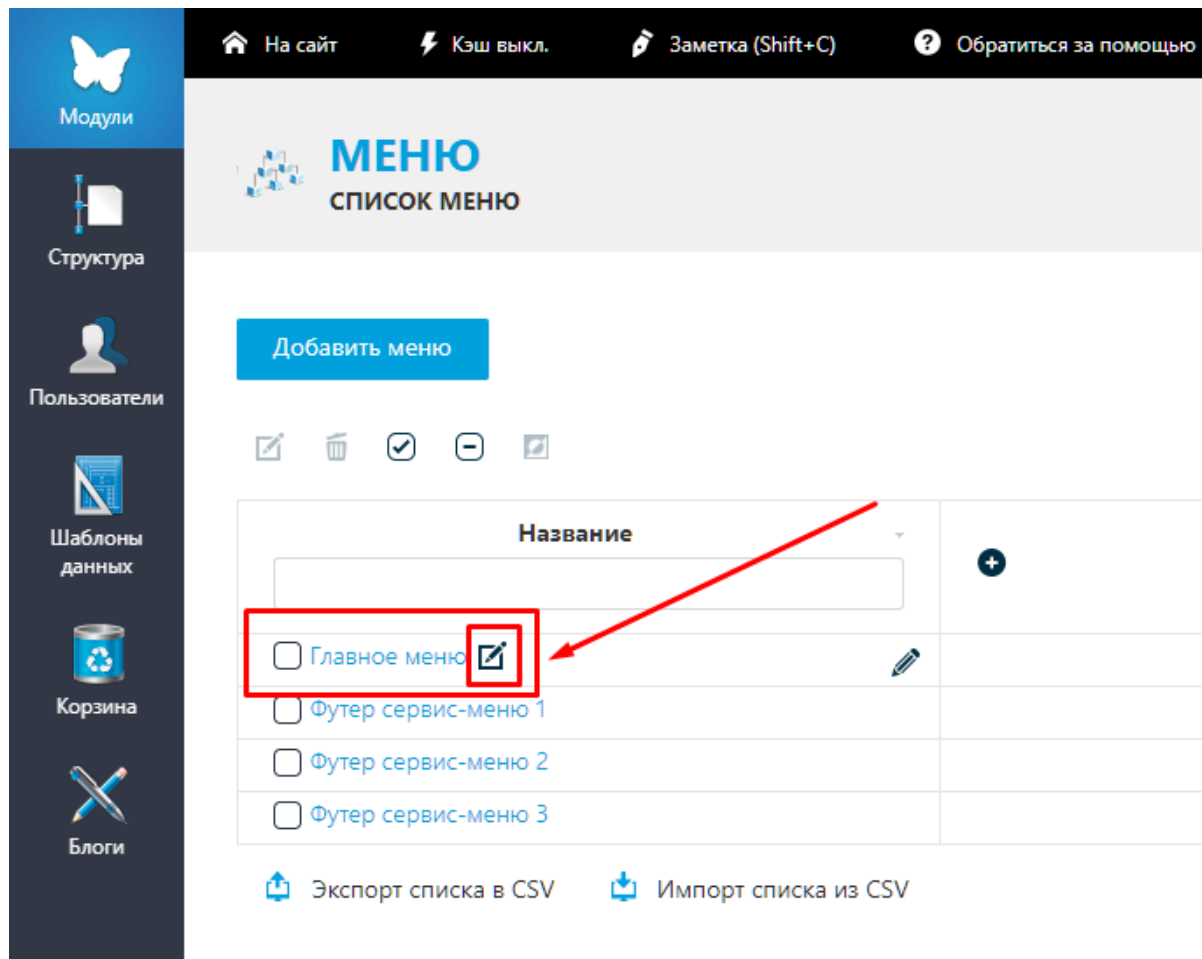 На сайт
Кэш выкл.
Заметка (Shift+C)
Обратиться за помощью
Модули
Структура
Пользователи
Шаблоны
данных
Корзина
Блоги
МЕНЮ
СПИСОК МЕНЮ
Добавить меню
Название
Главное меню
Футер сервис-меню 1
Футер сервис-меню 2
Футер сервис-меню 3
Экспорт списка в CSV
Импорт списка из CSV